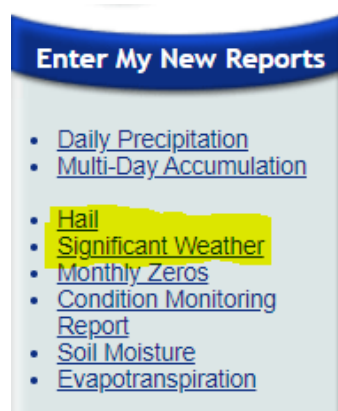 Enter My New Reports
• Daily Precipitation
• Multi-Day Accumulation
• Hail
• Significant Weather
• Monthly Zeros
• Condition Monitoring
Report
• Soil Moisture
• Evapotranspiration